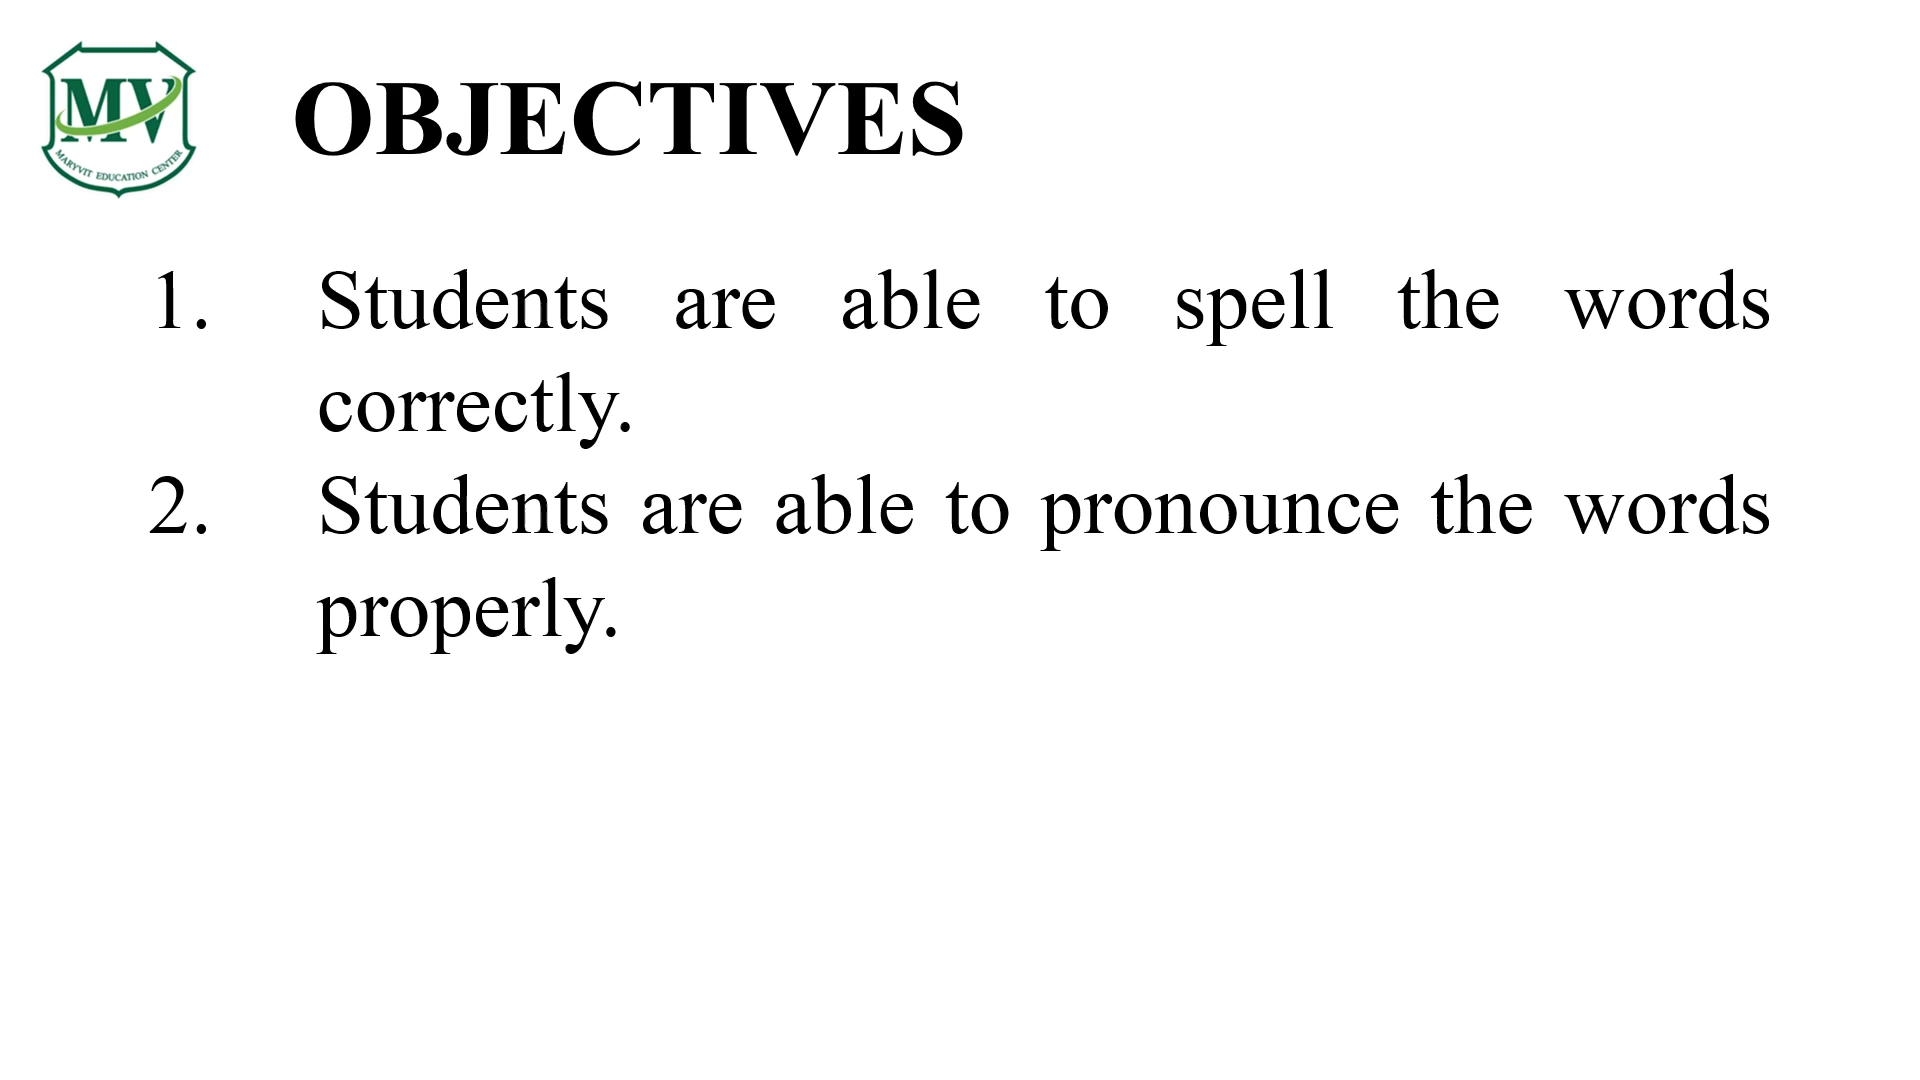 MV
MARYVIT EDUCATION CENTER
OBJECTIVES
1. Students are able to spell the words
correctly.
2. Students are able to pronounce the words
properly.